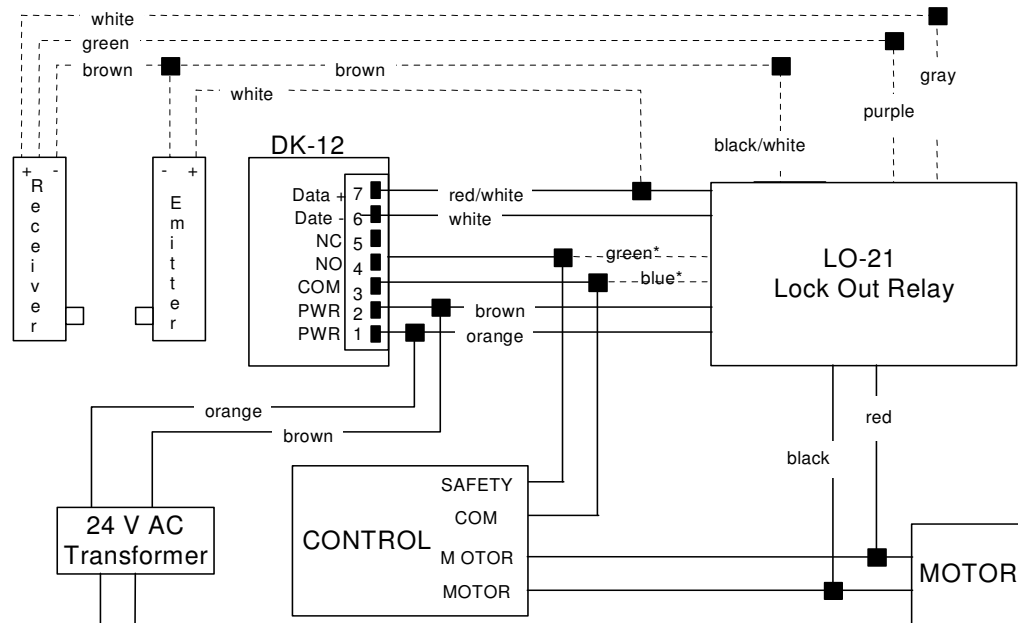 white
green
brown
brown
white
gray
purple
black/white
DK-12
+ -
Receiver
- +
Emitter
Data + 7
Date - 6
NC 5
NO 4
COM 3
PWR 2
PWR 1
red/white
white
green*
blue*
brown
orange
LO-21
Lock Out Relay
orange
brown
red
black
24 V AC
Transformer
CONTROL
SAFETY
COM
M OTOR
MOTOR
MOTOR